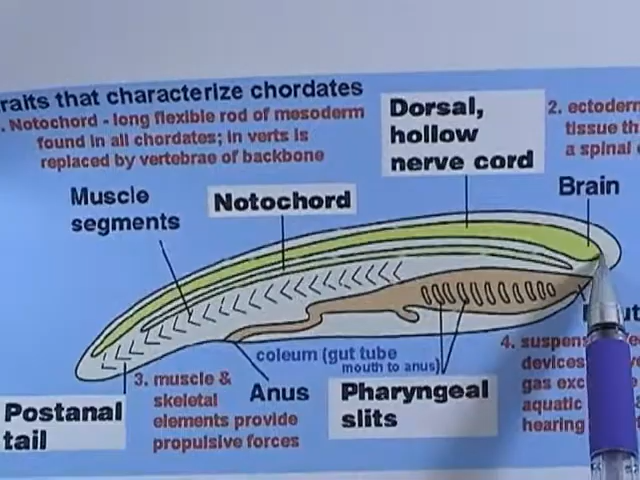 raits that characterize chordates
. Notochord - long flexible rod of mesoderm
found in all chordates; in verts is
replaced by vertebrae of backbone
Dorsal,
hollow
nerve cord
2. ectoderm
tissue th
a spinal
Brain
Muscle
segments
Notochord
coleum (gut tube
mouth to anus)
Anus
Pharyngeal
slits
4. suspens
devices
gas exc
aquatic
hearing
3. muscle &
skeletal
elements provide
propulsive forces
Postanal
tail